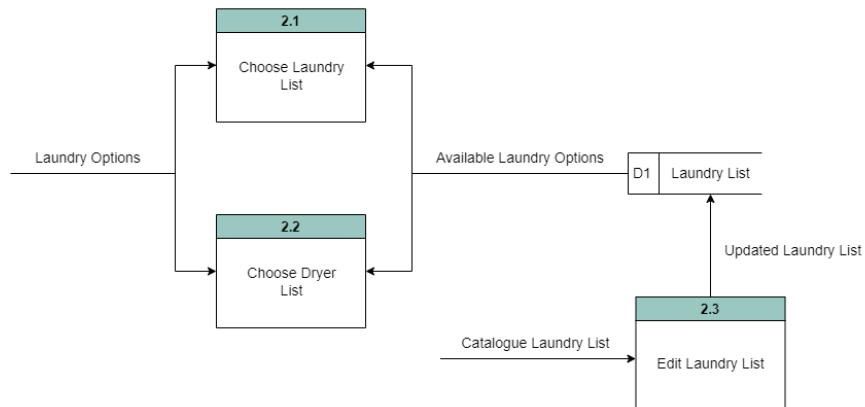 2.1
Choose Laundry
List
Laundry Options
Available Laundry Options
D1
Laundry List
2.2
Choose Dryer
List
Updated Laundry List
2.3
Catalogue Laundry List
Edit Laundry List